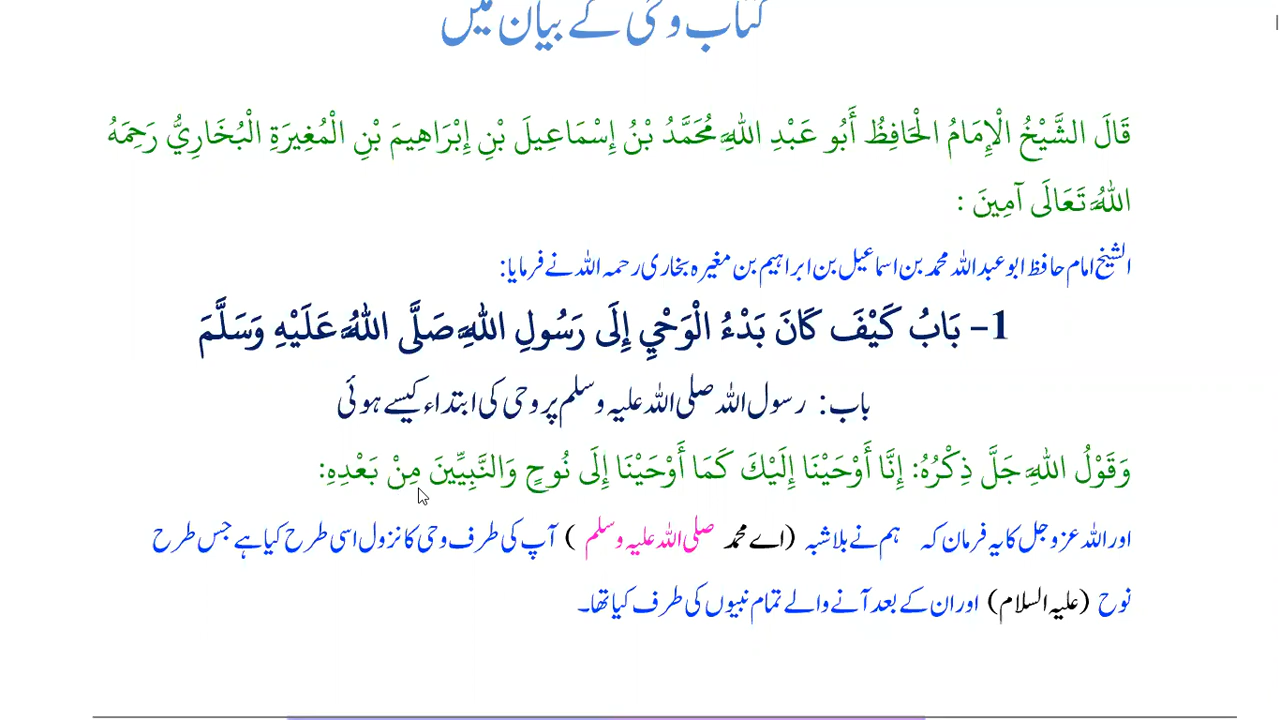 کتاب وحی کے بیان میں
قَالَ الشَّيْخُ الْإِمَامُ الْحَافِظُ أَبُو عَبْدِ اللهِ مُحَمَّدُ بْنُ إِسْمَاعِيلَ بْنِ إِبْرَاهِيمَ بْنِ الْمُغِيرَةِ الْبُخَارِيُّ رَحِمَهُ
اللهُ تَعَالَى آمِينَ :
الشیخ امام حافظ ابو عبد اللہ محمد بن اسماعیل بن ابراہیم بن مغیرہ بخاری رحمہ اللہ نے فرمایا:
1- بَابُ كَيْفَ كَانَ بَدْءُ الْوَحْيِ إِلَى رَسُولِ اللهِ صَلَّى اللهُ عَلَيْهِ وَسَلَّمَ
باب: رسول اللہ صلی اللہ علیہ وسلم پر وحی کی ابتداء کیسے ہوئی
وَقَوْلُ اللهِ جَلَّ ذِكْرُهُ: إِنَّا أَوْحَيْنَا إِلَيْكَ كَمَا أَوْحَيْنَا إِلَى نُوحٍ وَالنَّبِيِّينَ مِنْ بَعْدِهِ:
اور اللہ عزوجل کا یہ فرمان کہ ہم نے بلاشبہ (اے محمد صلی اللہ علیہ وسلم ) آپ کی طرف وحی کا نزول اسی طرح کیا ہے جس طرح
نوح (علیہ السلام) اور ان کے بعد آنے والے تمام نبیوں کی طرف کیا تھا۔